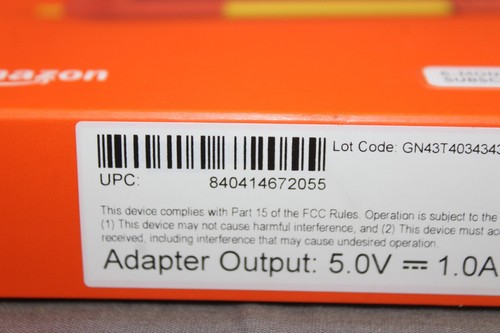 amazon
Lot Code: GN43T4034343
UPC: 840414672055
This device complies with Part 15 of the FCC Rules. Operation is subject to the
(1) This device may not cause harmful interference, and (2) This device must
received, including interference that may cause undesired operation.
Adapter Output: 5.0V ⎓ 1.0A